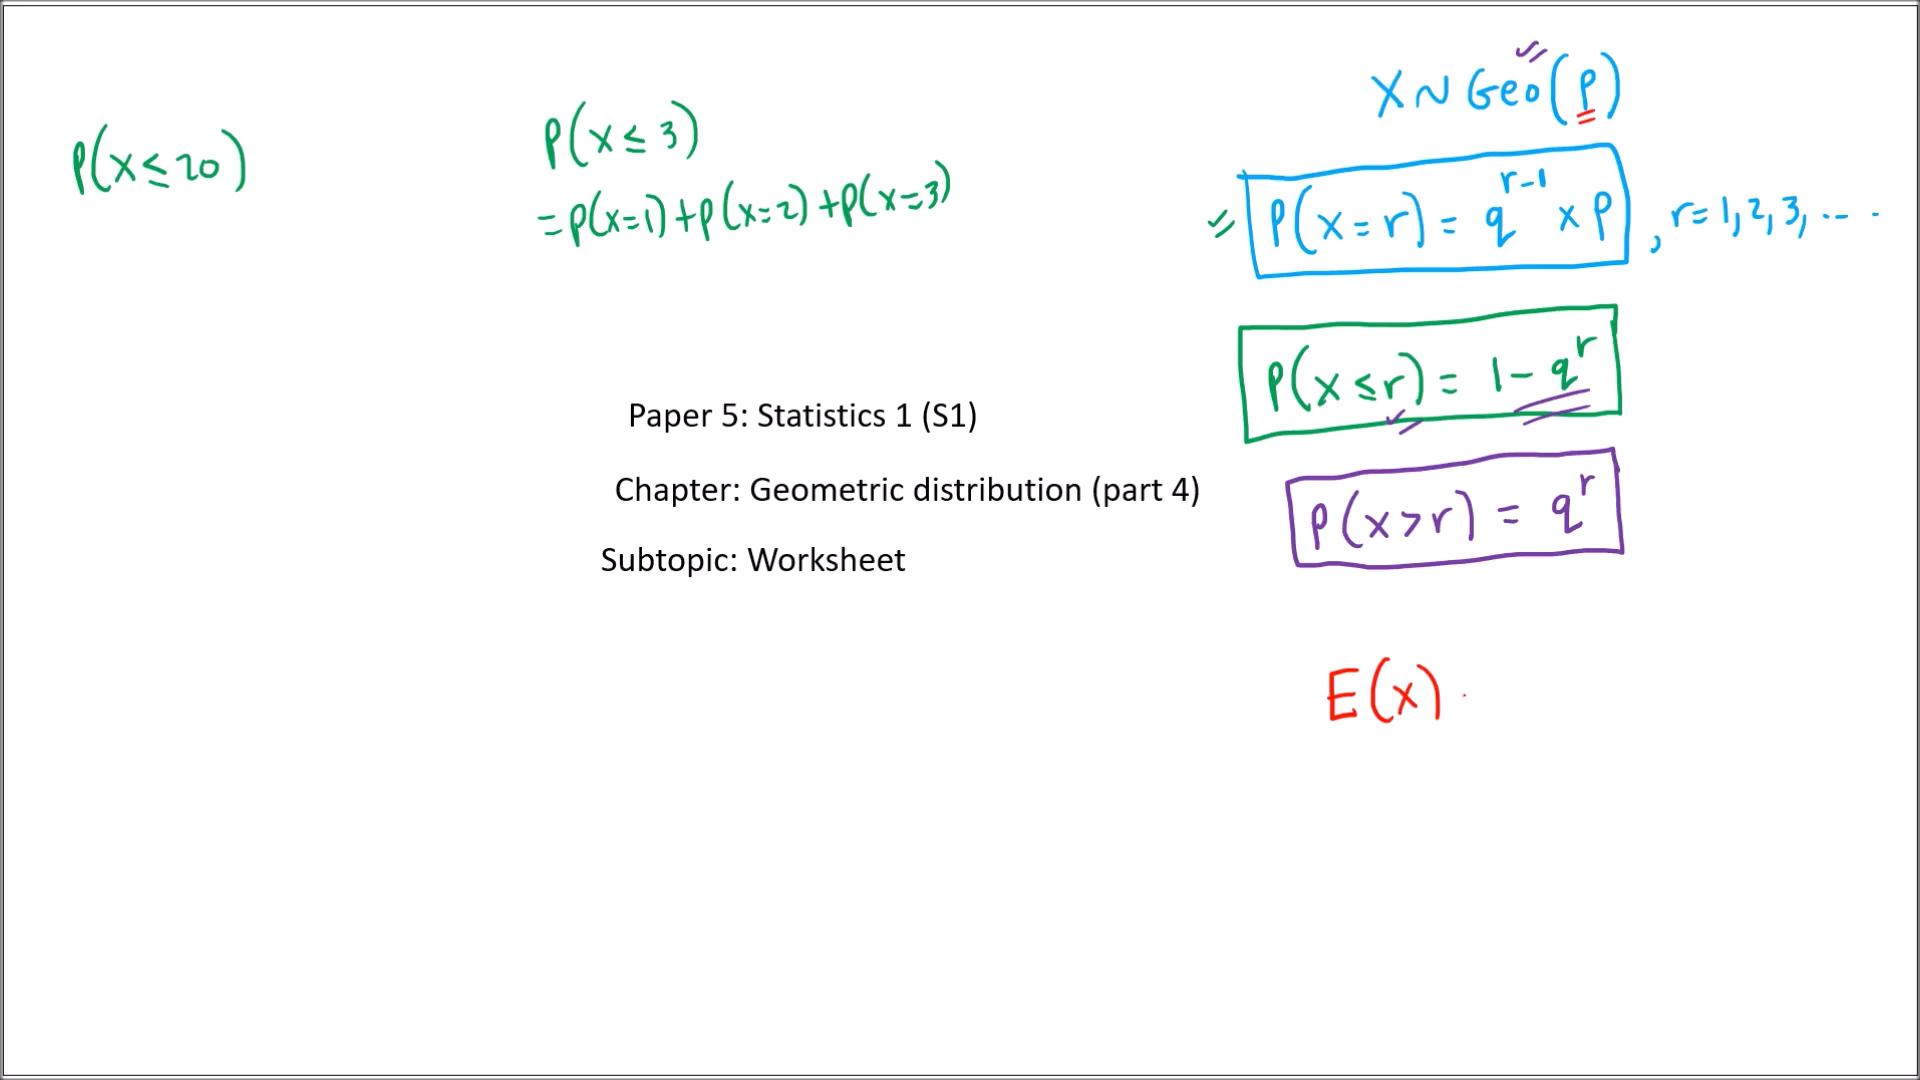 P(x≤20)
P(x≤3)
=P(x=1)+P(x=2)+P(x=3)
X~Geo(p)
P(x=r) = q^{r-1} × p , r=1,2,3,.....
P(x≤r) = 1-q^r
P(x>r) = q^r
Paper 5: Statistics 1 (S1)
Chapter: Geometric distribution (part 4)
Subtopic: Worksheet
E(x)